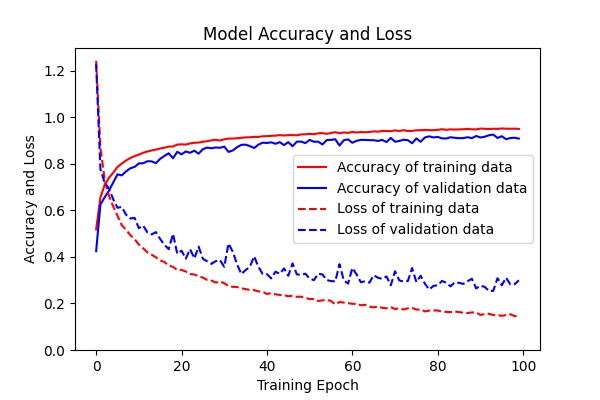 Model Accuracy and Loss
Accuracy and Loss
1.2
1.0
0.8
0.6
0.4
0.2
0.0
Accuracy of training data
Accuracy of validation data
Loss of training data
Loss of validation data
0 20 40 60 80 100
Training Epoch